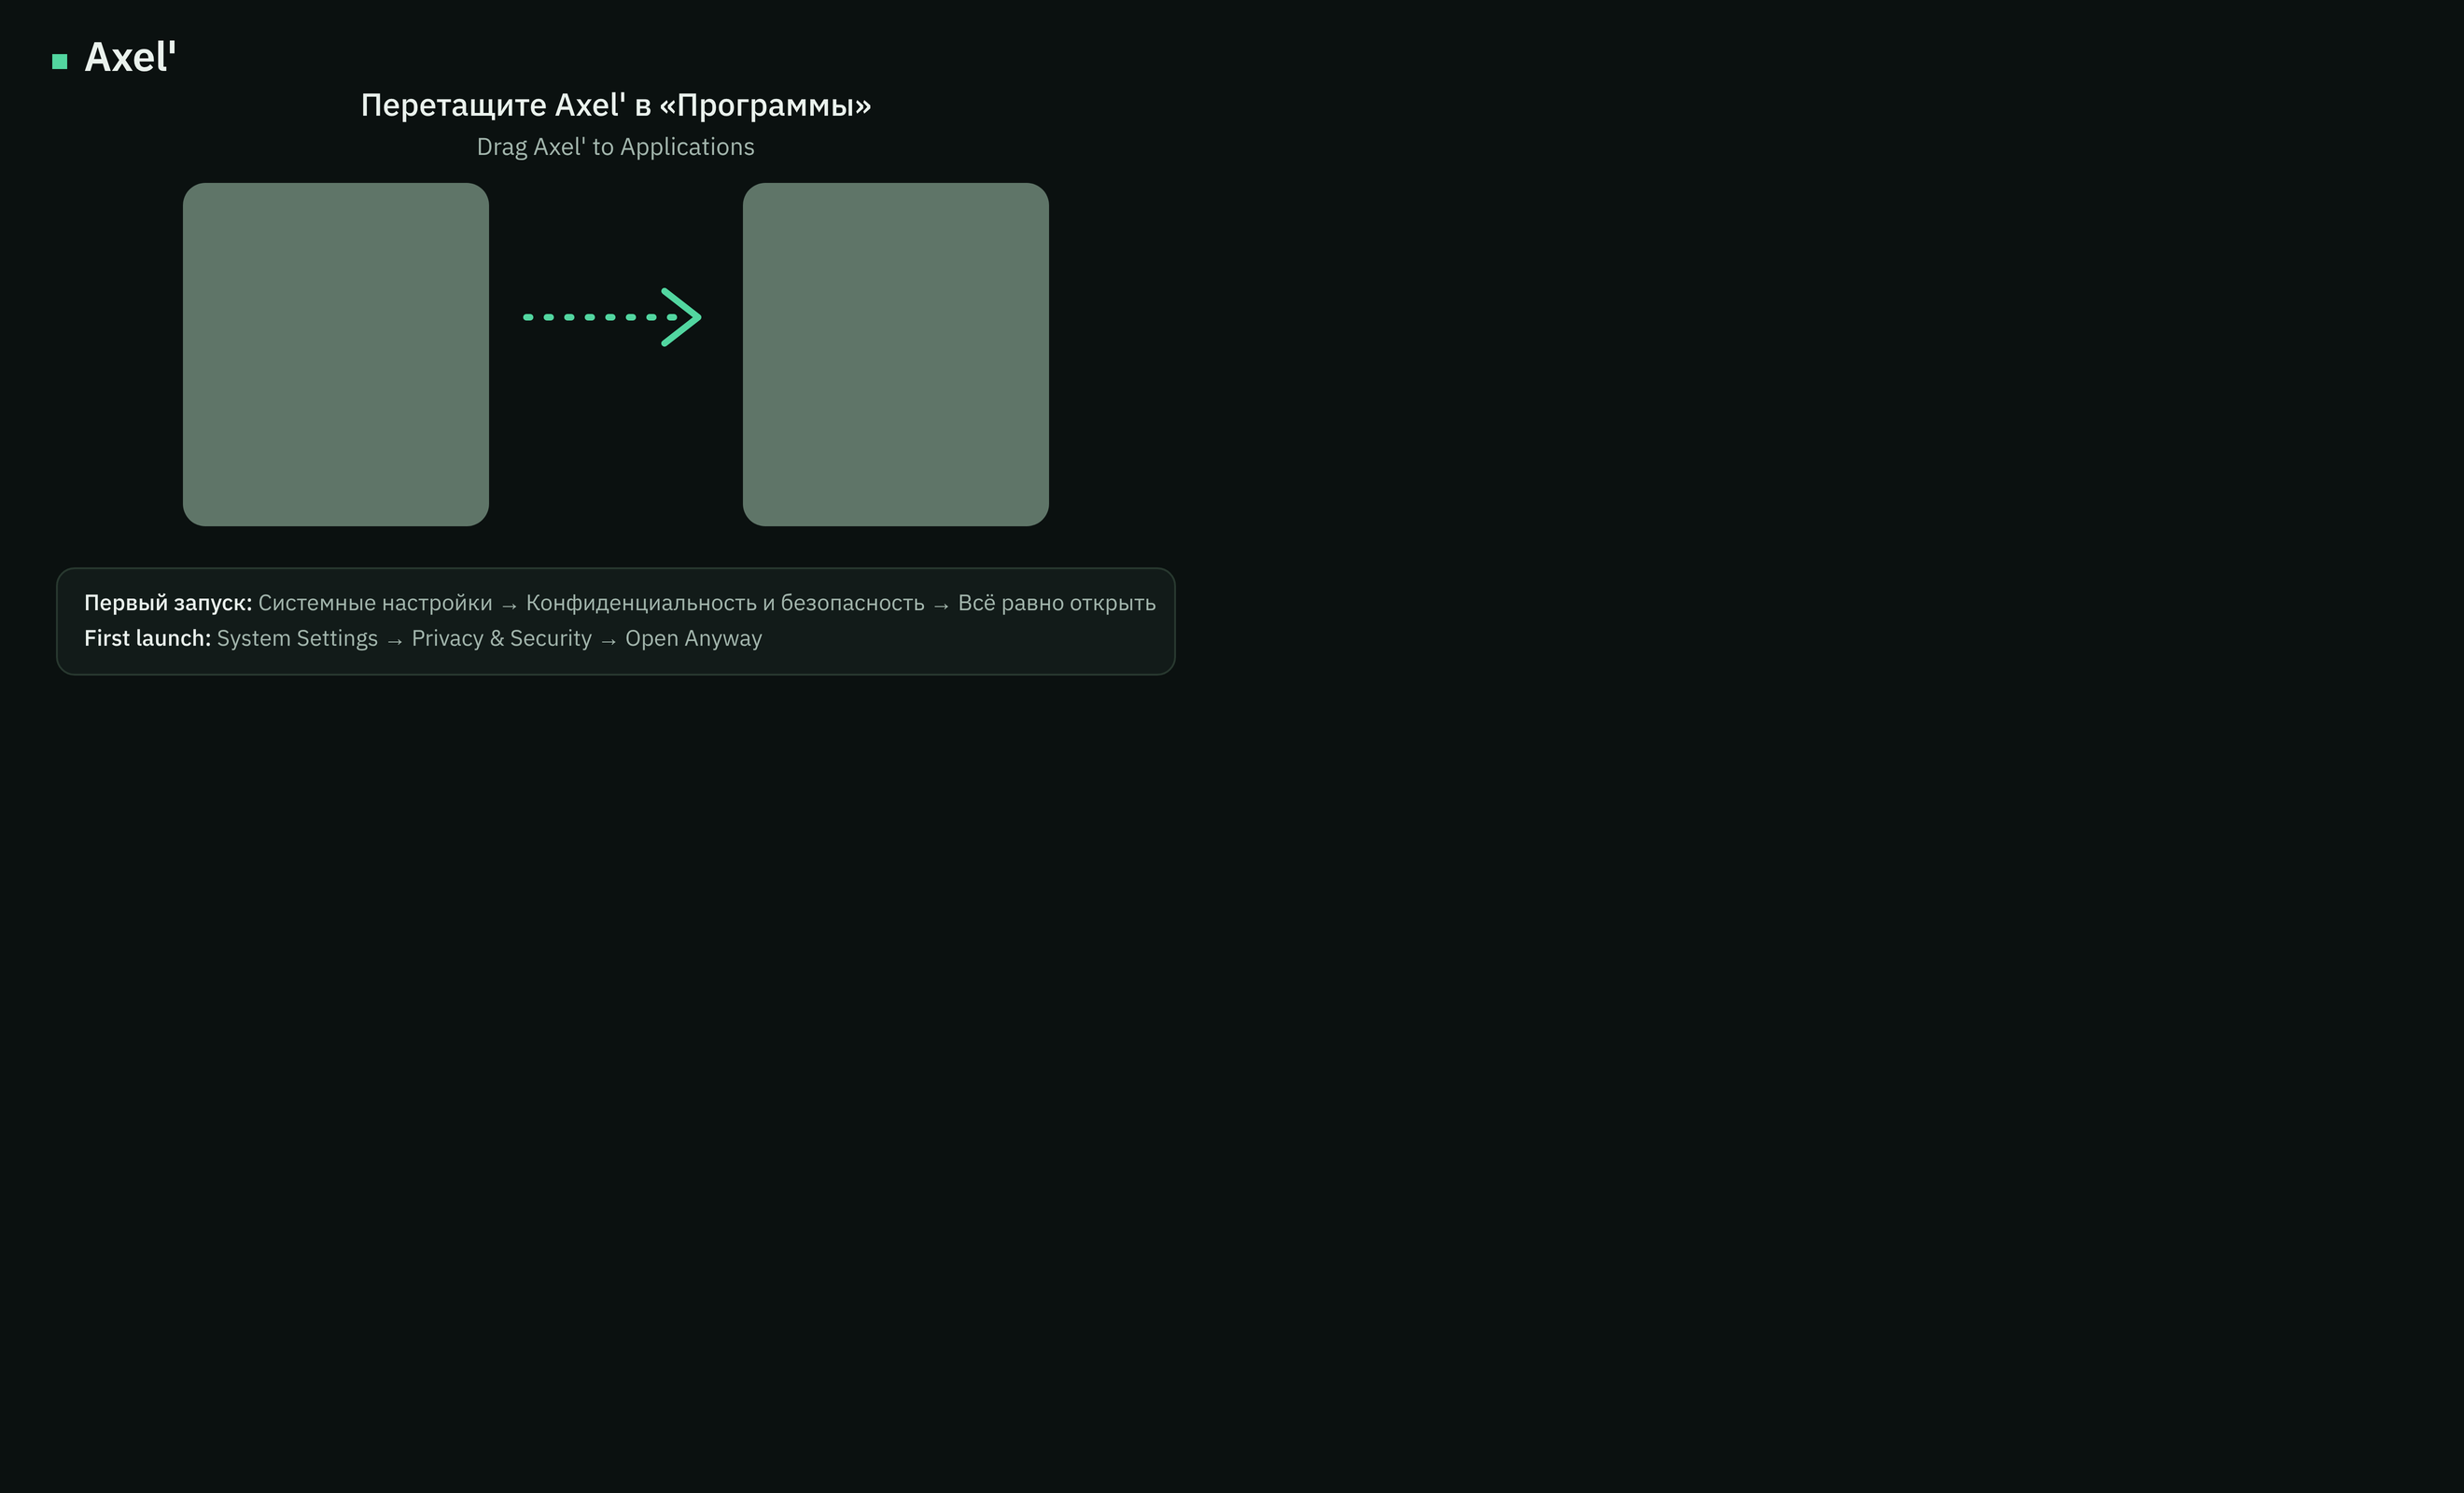 Axel'
Перетащите Axel' в «Программы»
Drag Axel' to Applications
Первый запуск: Системные настройки → Конфиденциальность и безопасность → Всё равно открыть
First launch: System Settings → Privacy & Security → Open Anyway